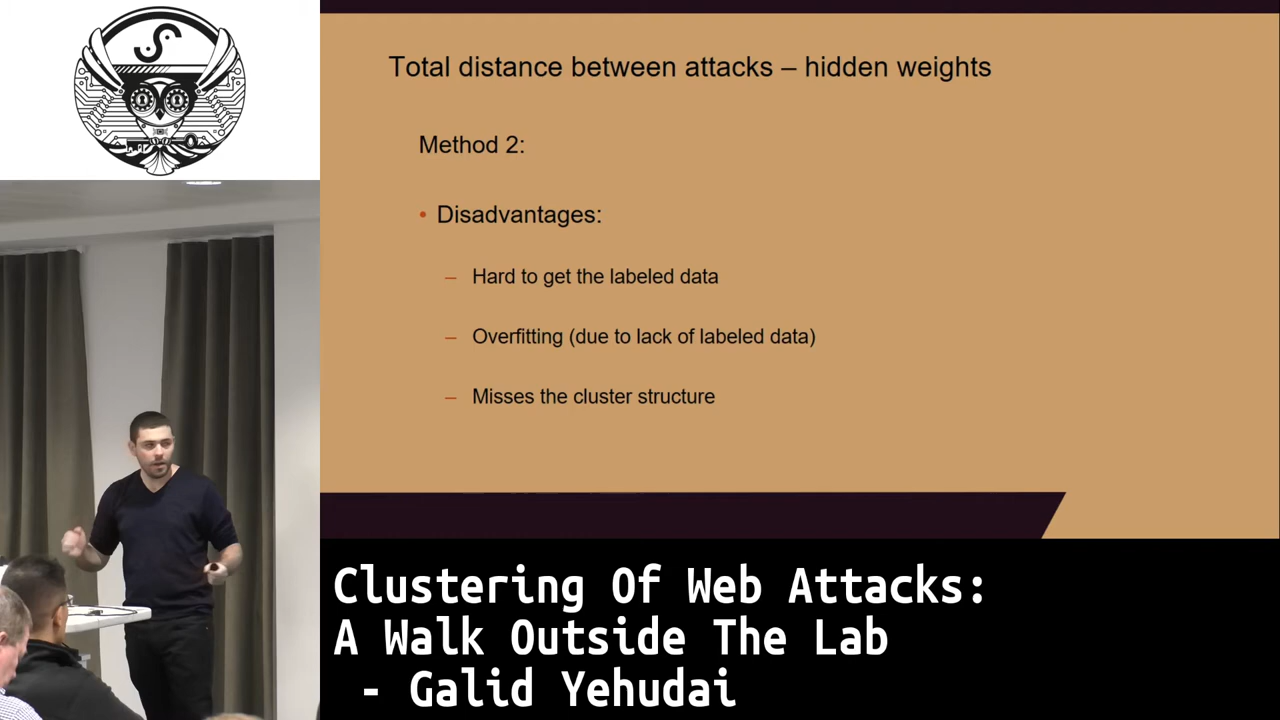 Total distance between attacks – hidden weights
Method 2:
• Disadvantages:
– Hard to get the labeled data
– Overfitting (due to lack of labeled data)
– Misses the cluster structure
Clustering Of Web Attacks:
A Walk Outside The Lab
- Galid Yehudai